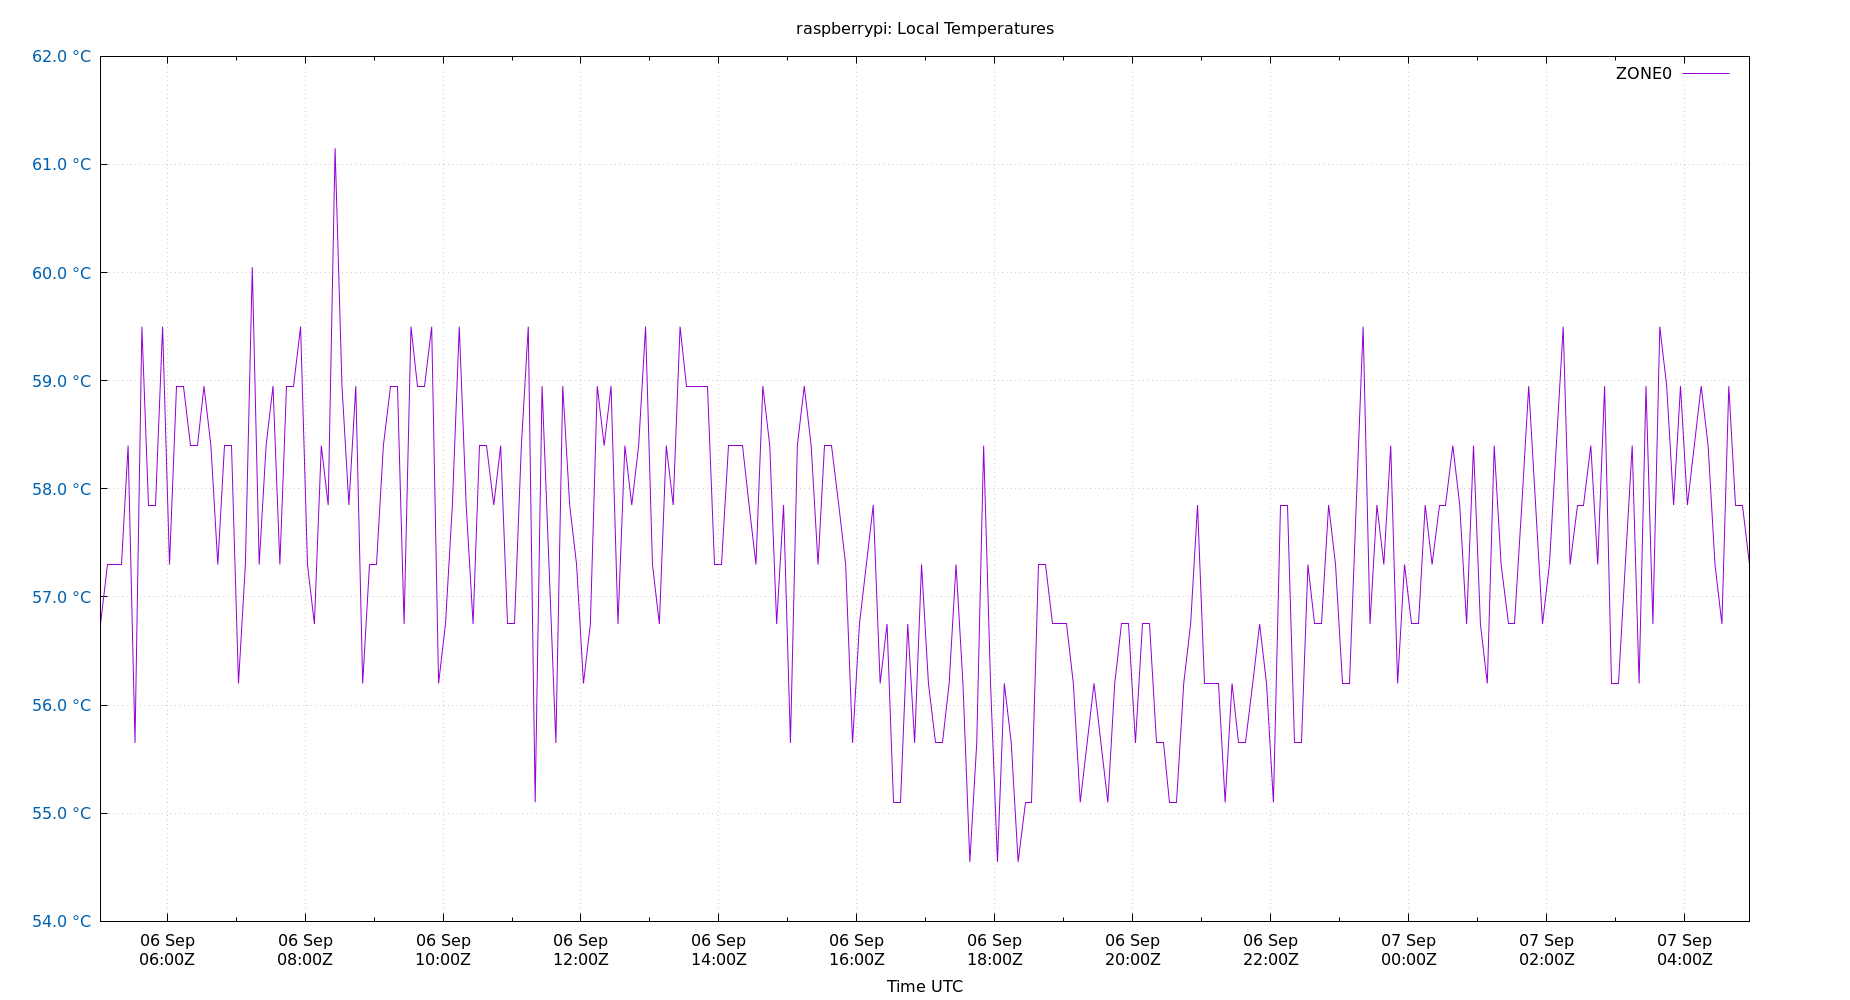 raspberrypi: Local Temperatures
62.0 °C
ZONE0
61.0 °C
60.0 °C
59.0 °C
58.0 °C
57.0 °C
56.0 °C
55.0 °C
54.0 °C
06 Sep 06 Sep 06 Sep 06 Sep 06 Sep 06 Sep 06 Sep 06 Sep 06 Sep 07 Sep 07 Sep 07 Sep
06:00Z 08:00Z 10:00Z 12:00Z 14:00Z 16:00Z 18:00Z 20:00Z 22:00Z 00:00Z 02:00Z 04:00Z
Time UTC